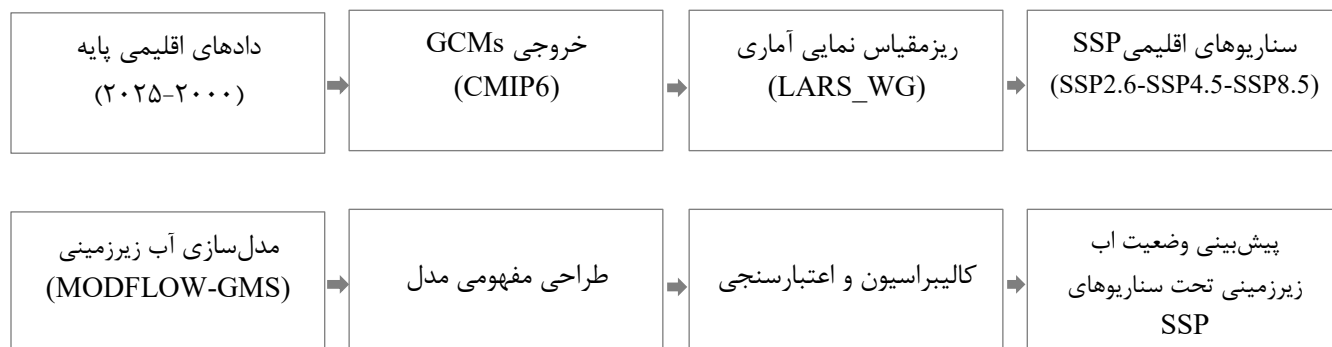 دادهای اقلیمی پایه
(۲۰۲۵-۲۰۰۰)
خروجی GCMs
(CMIP6)
ریزمقیاس نمایی آماری
(LARS_WG)
سناریوهای اقلیمیSSP
(SSP2.6-SSP4.5-SSP8.5)
مدل‌سازی آب زیرزمینی
(MODFLOW-GMS)
طراحی مفهومی مدل
کالیبراسیون و اعتبارسنجی
پیش‌بینی وضعیت اب
زیرزمینی تحت سناریوهای
SSP